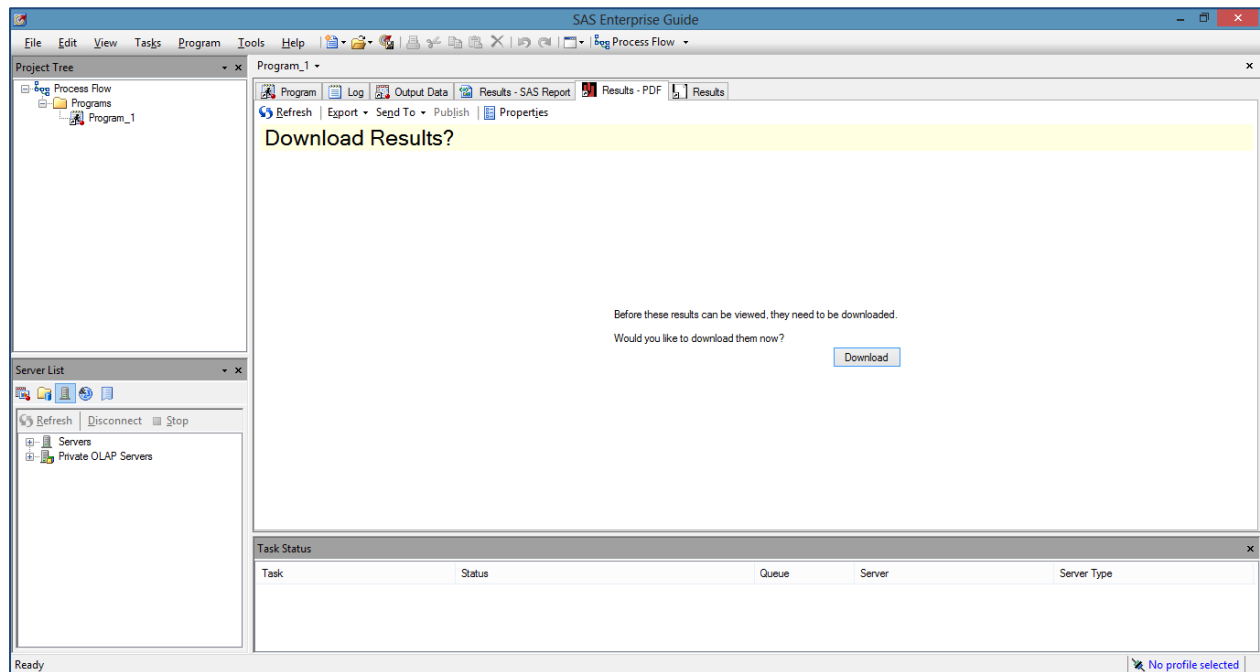 SAS Enterprise Guide
File Edit View Tasks Program Tools Help Process Flow
Project Tree
Process Flow
Programs
Program_1
Program_1
Program Log Output Data Results - SAS Report Results - PDF Results
Refresh Export Send To Publish Properties
Download Results?
Before these results can be viewed, they need to be downloaded.
Would you like to download them now?
Download
Server List
Refresh Disconnect Stop
Servers
Private OLAP Servers
Task Status
Task Status Queue Server Server Type
Ready
No profile selected